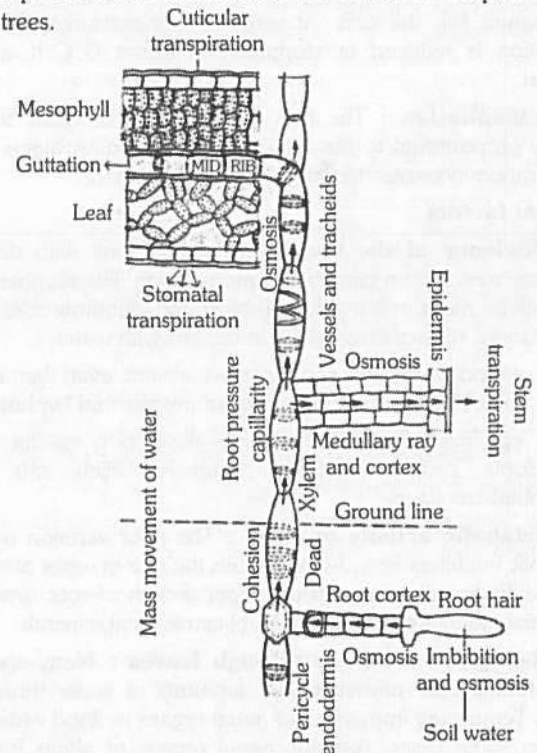 trees.
Cuticular
transpiration
Mesophyll
Guttation
MID RIB
Leaf
Stomatal
transpiration
Osmosis
Vessels and tracheids
Epidermis
Stem
transpiration
Osmosis
Root pressure
capillarity
Medullary ray
and cortex
Xylem
Mass movement of water
Ground line
Cohesion
Dead
Root cortex
Root hair
Osmosis
Imbibition
and osmosis
Pericycle
endodermis
Soil water